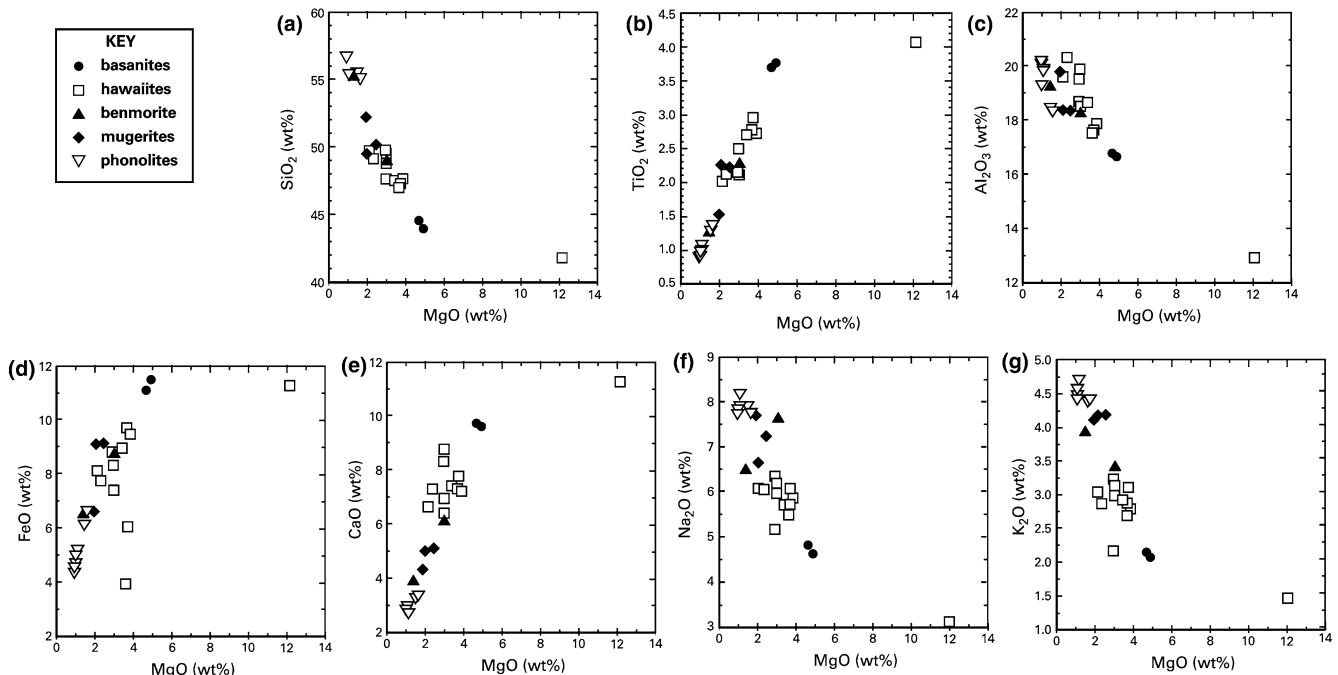 KEY
basanites
hawaiites
benmorite
mugerites
phonolites
(a)
60
55
50
45
40
SiO2 (wt%)
0 2 4 6 8 10 12 14
MgO (wt%)
(b)
4.5
4.0
3.5
3.0
2.5
2.0
1.5
1.0
0.5
TiO2 (wt%)
0 2 4 6 8 10 12 14
MgO (wt%)
(c)
22
20
18
16
14
12
Al2O3 (wt%)
0 2 4 6 8 10 12 14
MgO (wt%)
(d)
12
10
8
6
4
2
FeO (wt%)
0 2 4 6 8 10 12 14
MgO (wt%)
(e)
12
10
8
6
4
2
CaO (wt%)
0 2 4 6 8 10 12 14
MgO (wt%)
(f)
9
8
7
6
5
4
3
Na2O (wt%)
0 2 4 6 8 10 12 14
MgO (wt%)
(g)
5.0
4.5
4.0
3.5
3.0
2.5
2.0
1.5
1.0
K2O (wt%)
0 2 4 6 8 10 12 14
MgO (wt%)